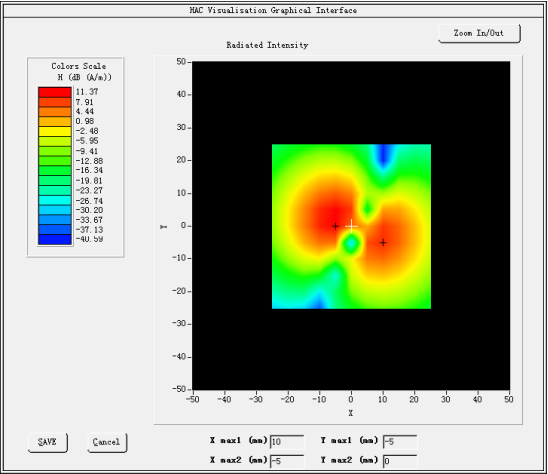 HAC Visualisation Graphical Interface
Zoom In/Out
Radiated Intensity
Colors Scale
H (dB (A/m))
11.37
7.91
4.44
0.98
-2.48
-5.95
-9.41
-12.88
-16.34
-19.81
-23.27
-26.74
-30.20
-33.67
-37.13
-40.59
50
40
30
20
10
0
-10
-20
-30
-40
-50
Y
-50 -40 -30 -20 -10 0 10 20 30 40 50
X
SAVE Cancel
X max1 (mm) 10 Y max1 (mm) -5
X max2 (mm) -5 Y max2 (mm) 0